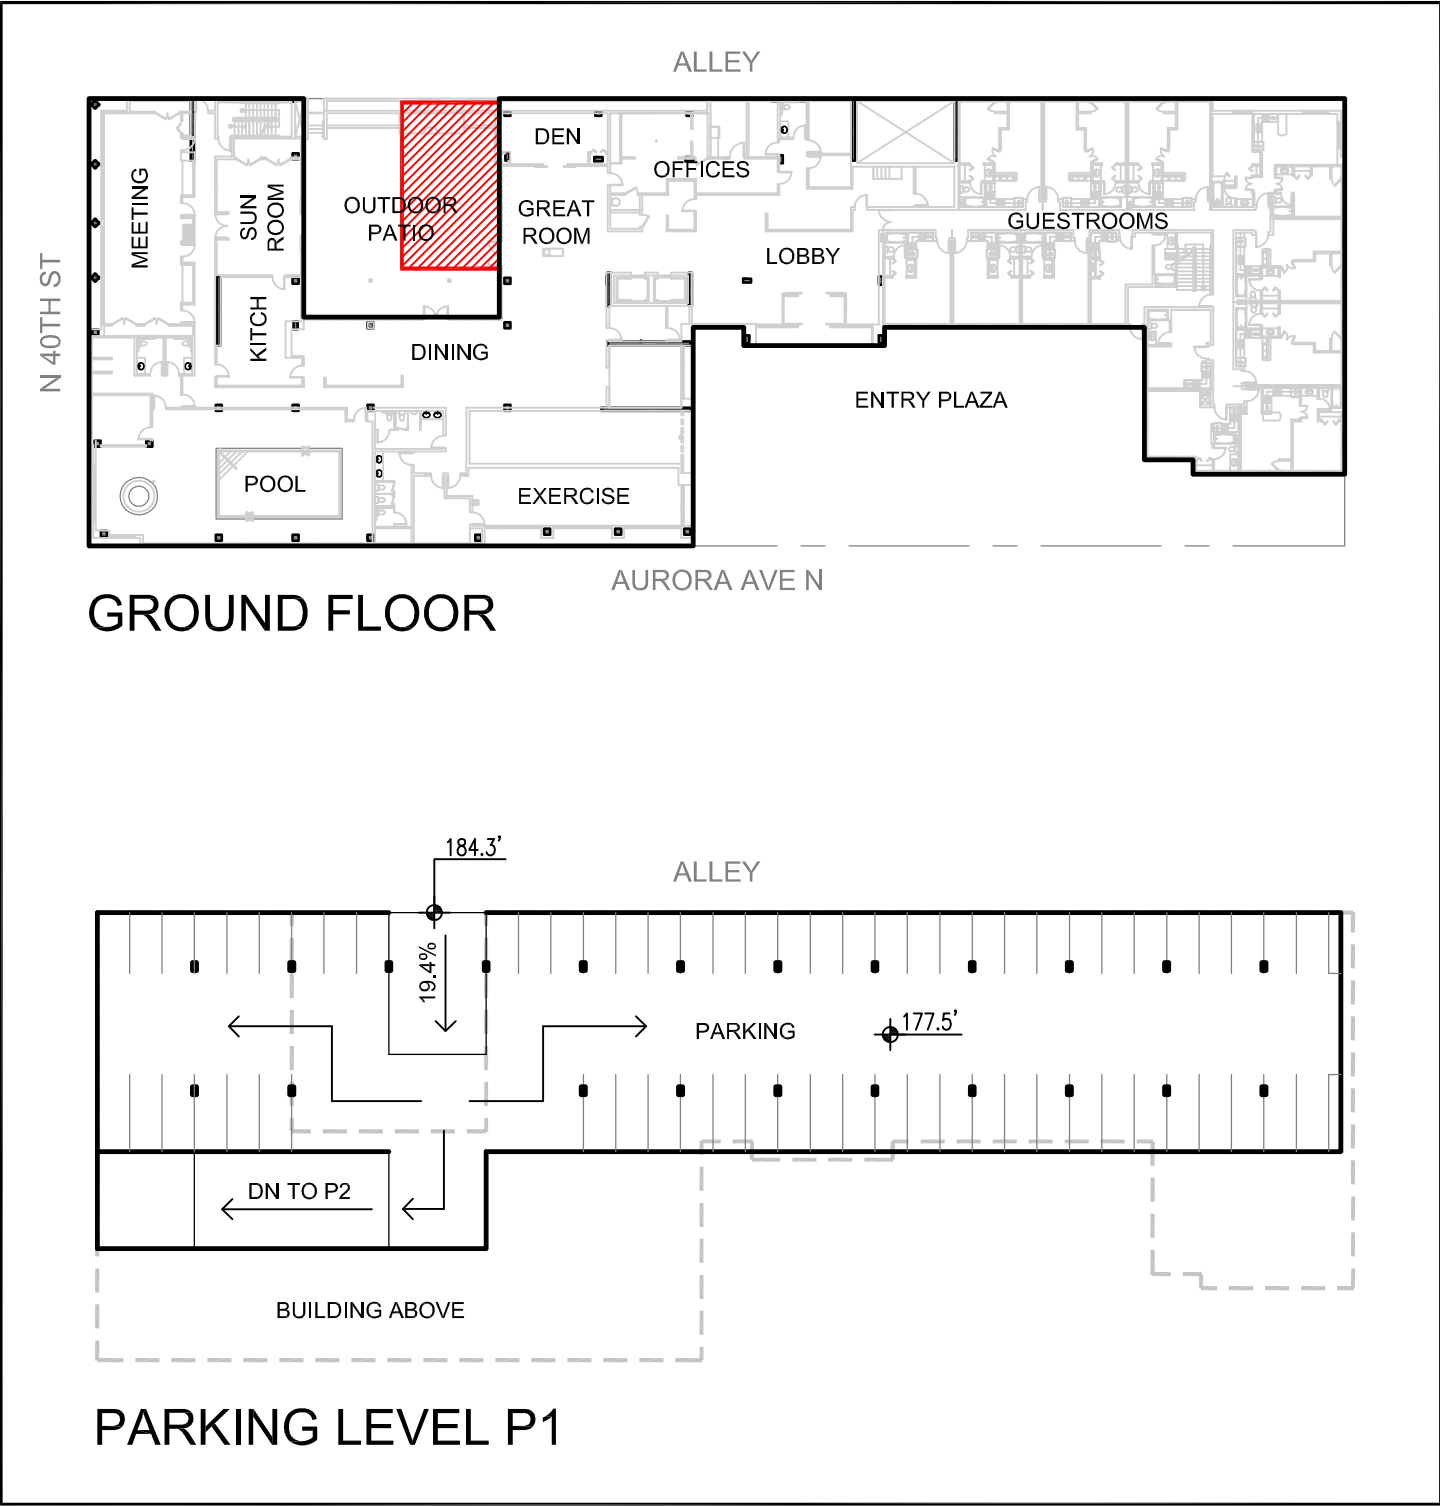 ALLEY
DEN
OFFICES
MEETING
SUN
ROOM
OUTDOOR
PATIO
GREAT
ROOM
GUESTROOMS
LOBBY
N 40TH ST
KITCH
DINING
ENTRY PLAZA
POOL
EXERCISE
AURORA AVE N
GROUND FLOOR
184.3'
ALLEY
19.4%
PARKING
177.5'
DN TO P2
BUILDING ABOVE
PARKING LEVEL P1